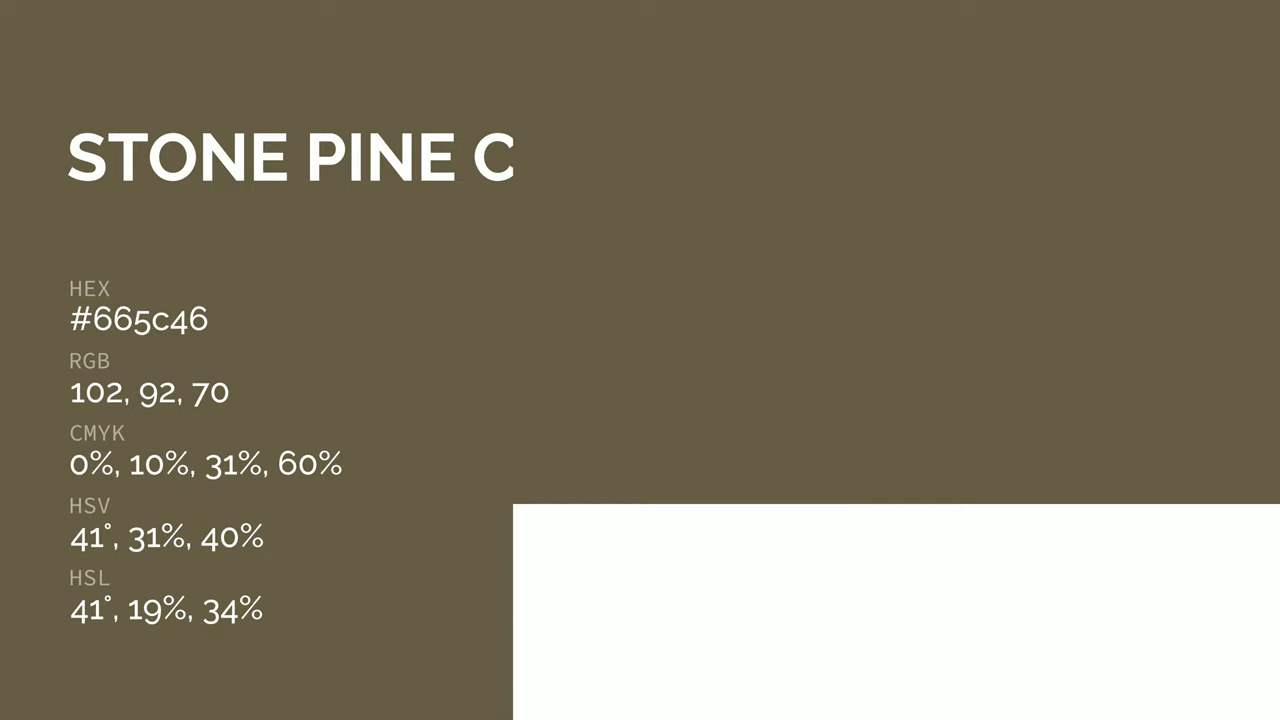 STONE PINE C
HEX
#665c46
RGB
102, 92, 70
CMYK
0%, 10%, 31%, 60%
HSV
41°, 31%, 40%
HSL
41°, 19%, 34%